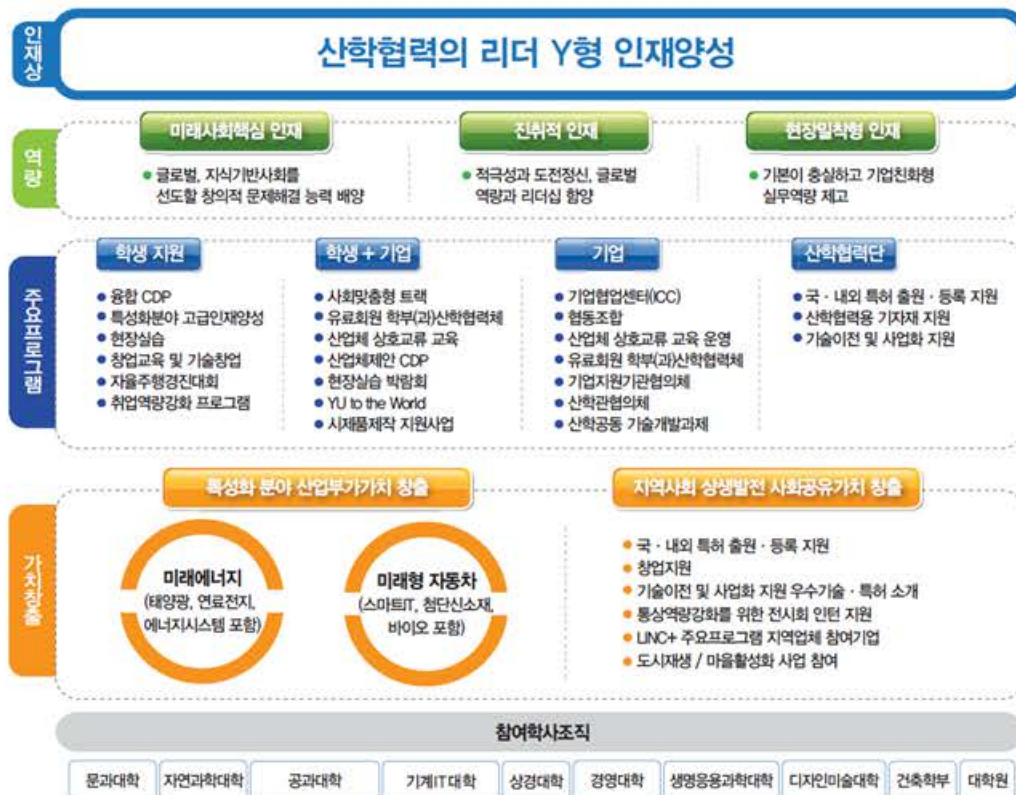 인재상
산학협력의 리더 Y형 인재양성
역량
미래사회핵심 인재
글로벌, 지식기반사회를
선도할 창의적 문제해결 능력 배양
진취적 인재
적극성과 도전정신, 글로벌
역량과 리더십 함양
현장밀착형 인재
기본이 충실하고 기업친화형
실무역량 제고
주요프로그램
학생 지원
융합 CDP
특성화분야 고급인재양성
현장실습
창업교육 및 기술창업
자율주행경진대회
취업역량강화 프로그램
학생 + 기업
사회맞춤형 트랙
유료회원 학부(과)산학협력체
산업체 상호교류 교육
산업체제안 CDP
현장실습 박람회
YU to the World
시제품제작 지원사업
기업
기업협업센터(ICC)
협동조합
산업체 상호교류 교육 운영
유료회원 학부(과)산학협력체
기업지원기관협의체
산학관협의체
산학공동 기술개발과제
산학협력단
국·내외 특허 출원·등록 지원
산학협력용 기자재 지원
기술이전 및 사업화 지원
가치창출
특성화 분야 산업부가가치 창출
미래에너지
(태양광, 연료전지,
에너지시스템 포함)
미래형 자동차
(스마트IT, 첨단신소재,
바이오 포함)
지역사회 상생발전 사회공유가치 창출
국·내외 특허 출원·등록 지원
창업지원
기술이전 및 사업화 지원 우수기술·특허 소개
통상역량강화를 위한 전시회 인턴 지원
LINC+ 주요프로그램 지역업체 참여기업
도시재생 / 마을활성화 사업 참여
참여학사조직
문과대학
자연과학대학
공과대학
기계IT대학
상경대학
경영대학
생명응용과학대학
디자인미술대학
건축학부
대학원